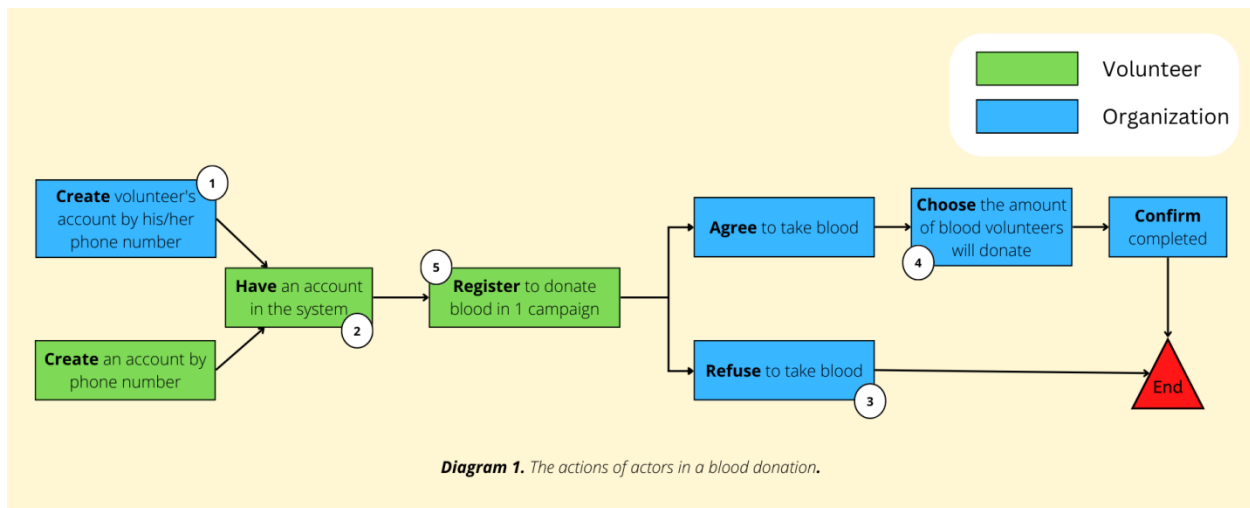 Volunteer
Organization
1
Create volunteer's
account by his/her
phone number
Create an account by
phone number
Have an account
in the system
2
5
Register to donate
blood in 1 campaign
Agree to take blood
Choose the amount
of blood volunteers
will donate
4
Confirm
completed
Refuse to take blood
3
End
Diagram 1. The actions of actors in a blood donation.